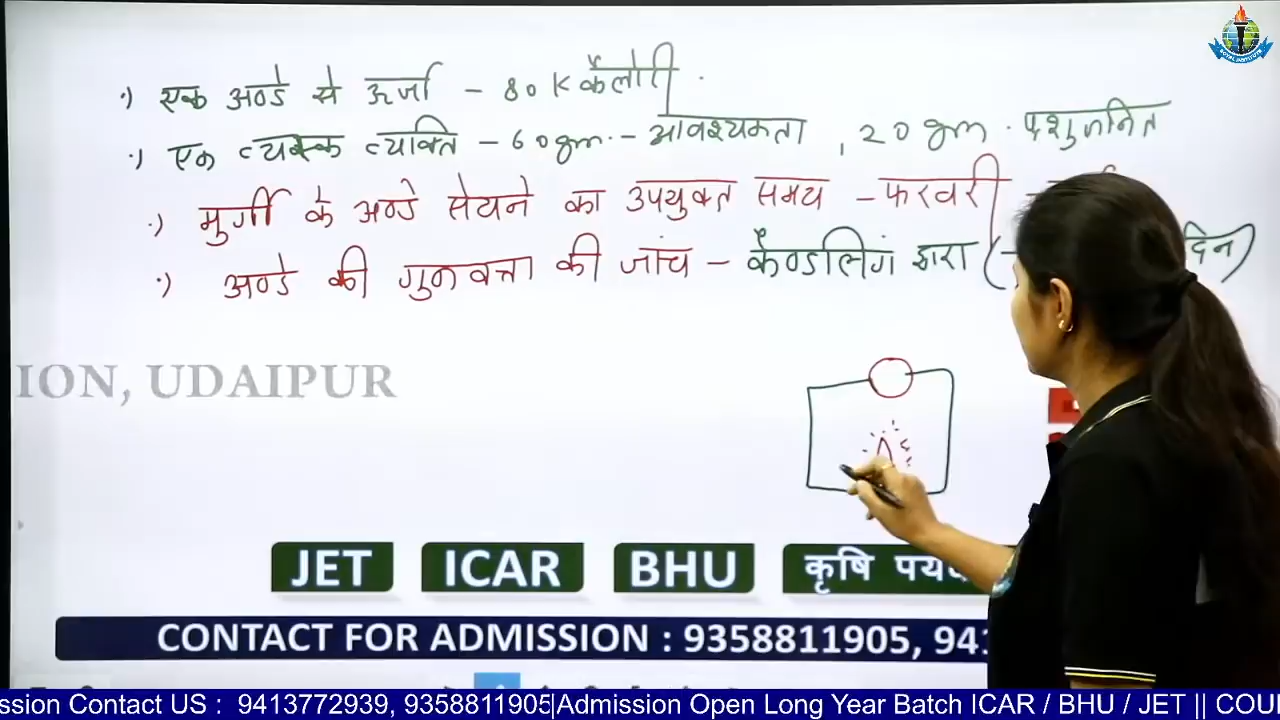 एक अण्डे से ऊर्जा - 80 K कैलोरी .
एक व्यस्क व्यक्ति - 60 gm. - आवश्यकता , 20 gm . पशुजनित
मुर्गी के अण्डे सेयने का उपयुक्त समय - फरवरी -
अण्डे की गुनवत्ता की जांच - कैण्डलिगं द्वारा ( - दिन)
ION, UDAIPUR
JET ICAR BHU कृषि
CONTACT FOR ADMISSION : 9358811905, 941
ssion Contact US : 9413772939, 9358811905|Admission Open Long Year Batch ICAR / BHU / JET || COU